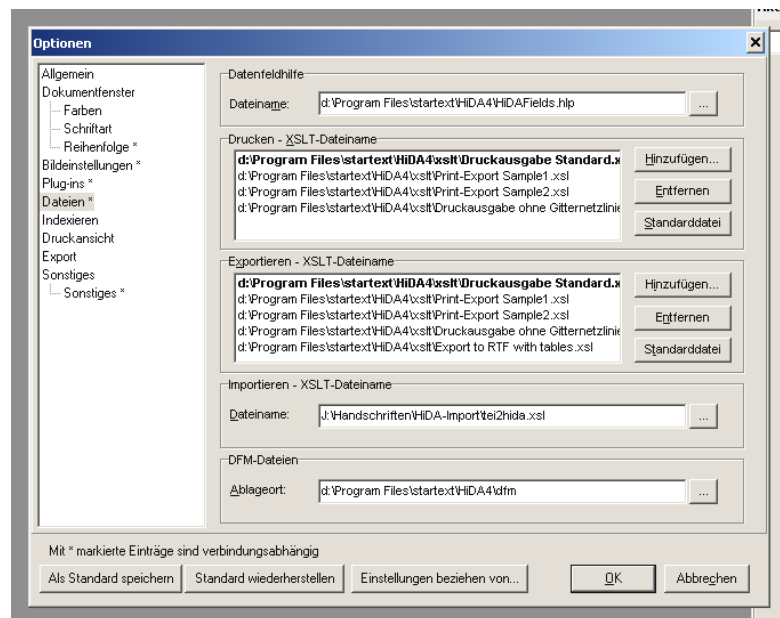 Optionen
Allgemein
Dokumentfenster
Farben
Schriftart
Reihenfolge *
Bildeinstellungen *
Plug-ins *
Dateien *
Indexieren
Druckansicht
Export
Sonstiges
Sonstiges *
Datenfeldhilfe
Dateiname: d:\Program Files\startext\HiDA4\HiDAFields.hlp ...
Drucken - XSLT-Dateiname
d:\Program Files\startext\HiDA4\xslt\Druckausgabe Standard.x
d:\Program Files\startext\HiDA4\xslt\Print-Export Sample1.xsl
d:\Program Files\startext\HiDA4\xslt\Print-Export Sample2.xsl
d:\Program Files\startext\HiDA4\xslt\Druckausgabe ohne Gitternetzlinie
Hinzufügen...
Entfernen
Standarddatei
Exportieren - XSLT-Dateiname
d:\Program Files\startext\HiDA4\xslt\Druckausgabe Standard.x
d:\Program Files\startext\HiDA4\xslt\Print-Export Sample1.xsl
d:\Program Files\startext\HiDA4\xslt\Print-Export Sample2.xsl
d:\Program Files\startext\HiDA4\xslt\Druckausgabe ohne Gitternetzlinie
d:\Program Files\startext\HiDA4\xslt\Export to RTF with tables.xsl
Hinzufügen...
Entfernen
Standarddatei
Importieren - XSLT-Dateiname
Dateiname: J:\Handschriften\HiDA-Import\tei2hida.xsl ...
DFM-Dateien
Ablageort: d:\Program Files\startext\HiDA4\dfm ...
Mit * markierte Einträge sind verbindungsabhängig
Als Standard speichern Standard wiederherstellen Einstellungen beziehen von... OK Abbrechen